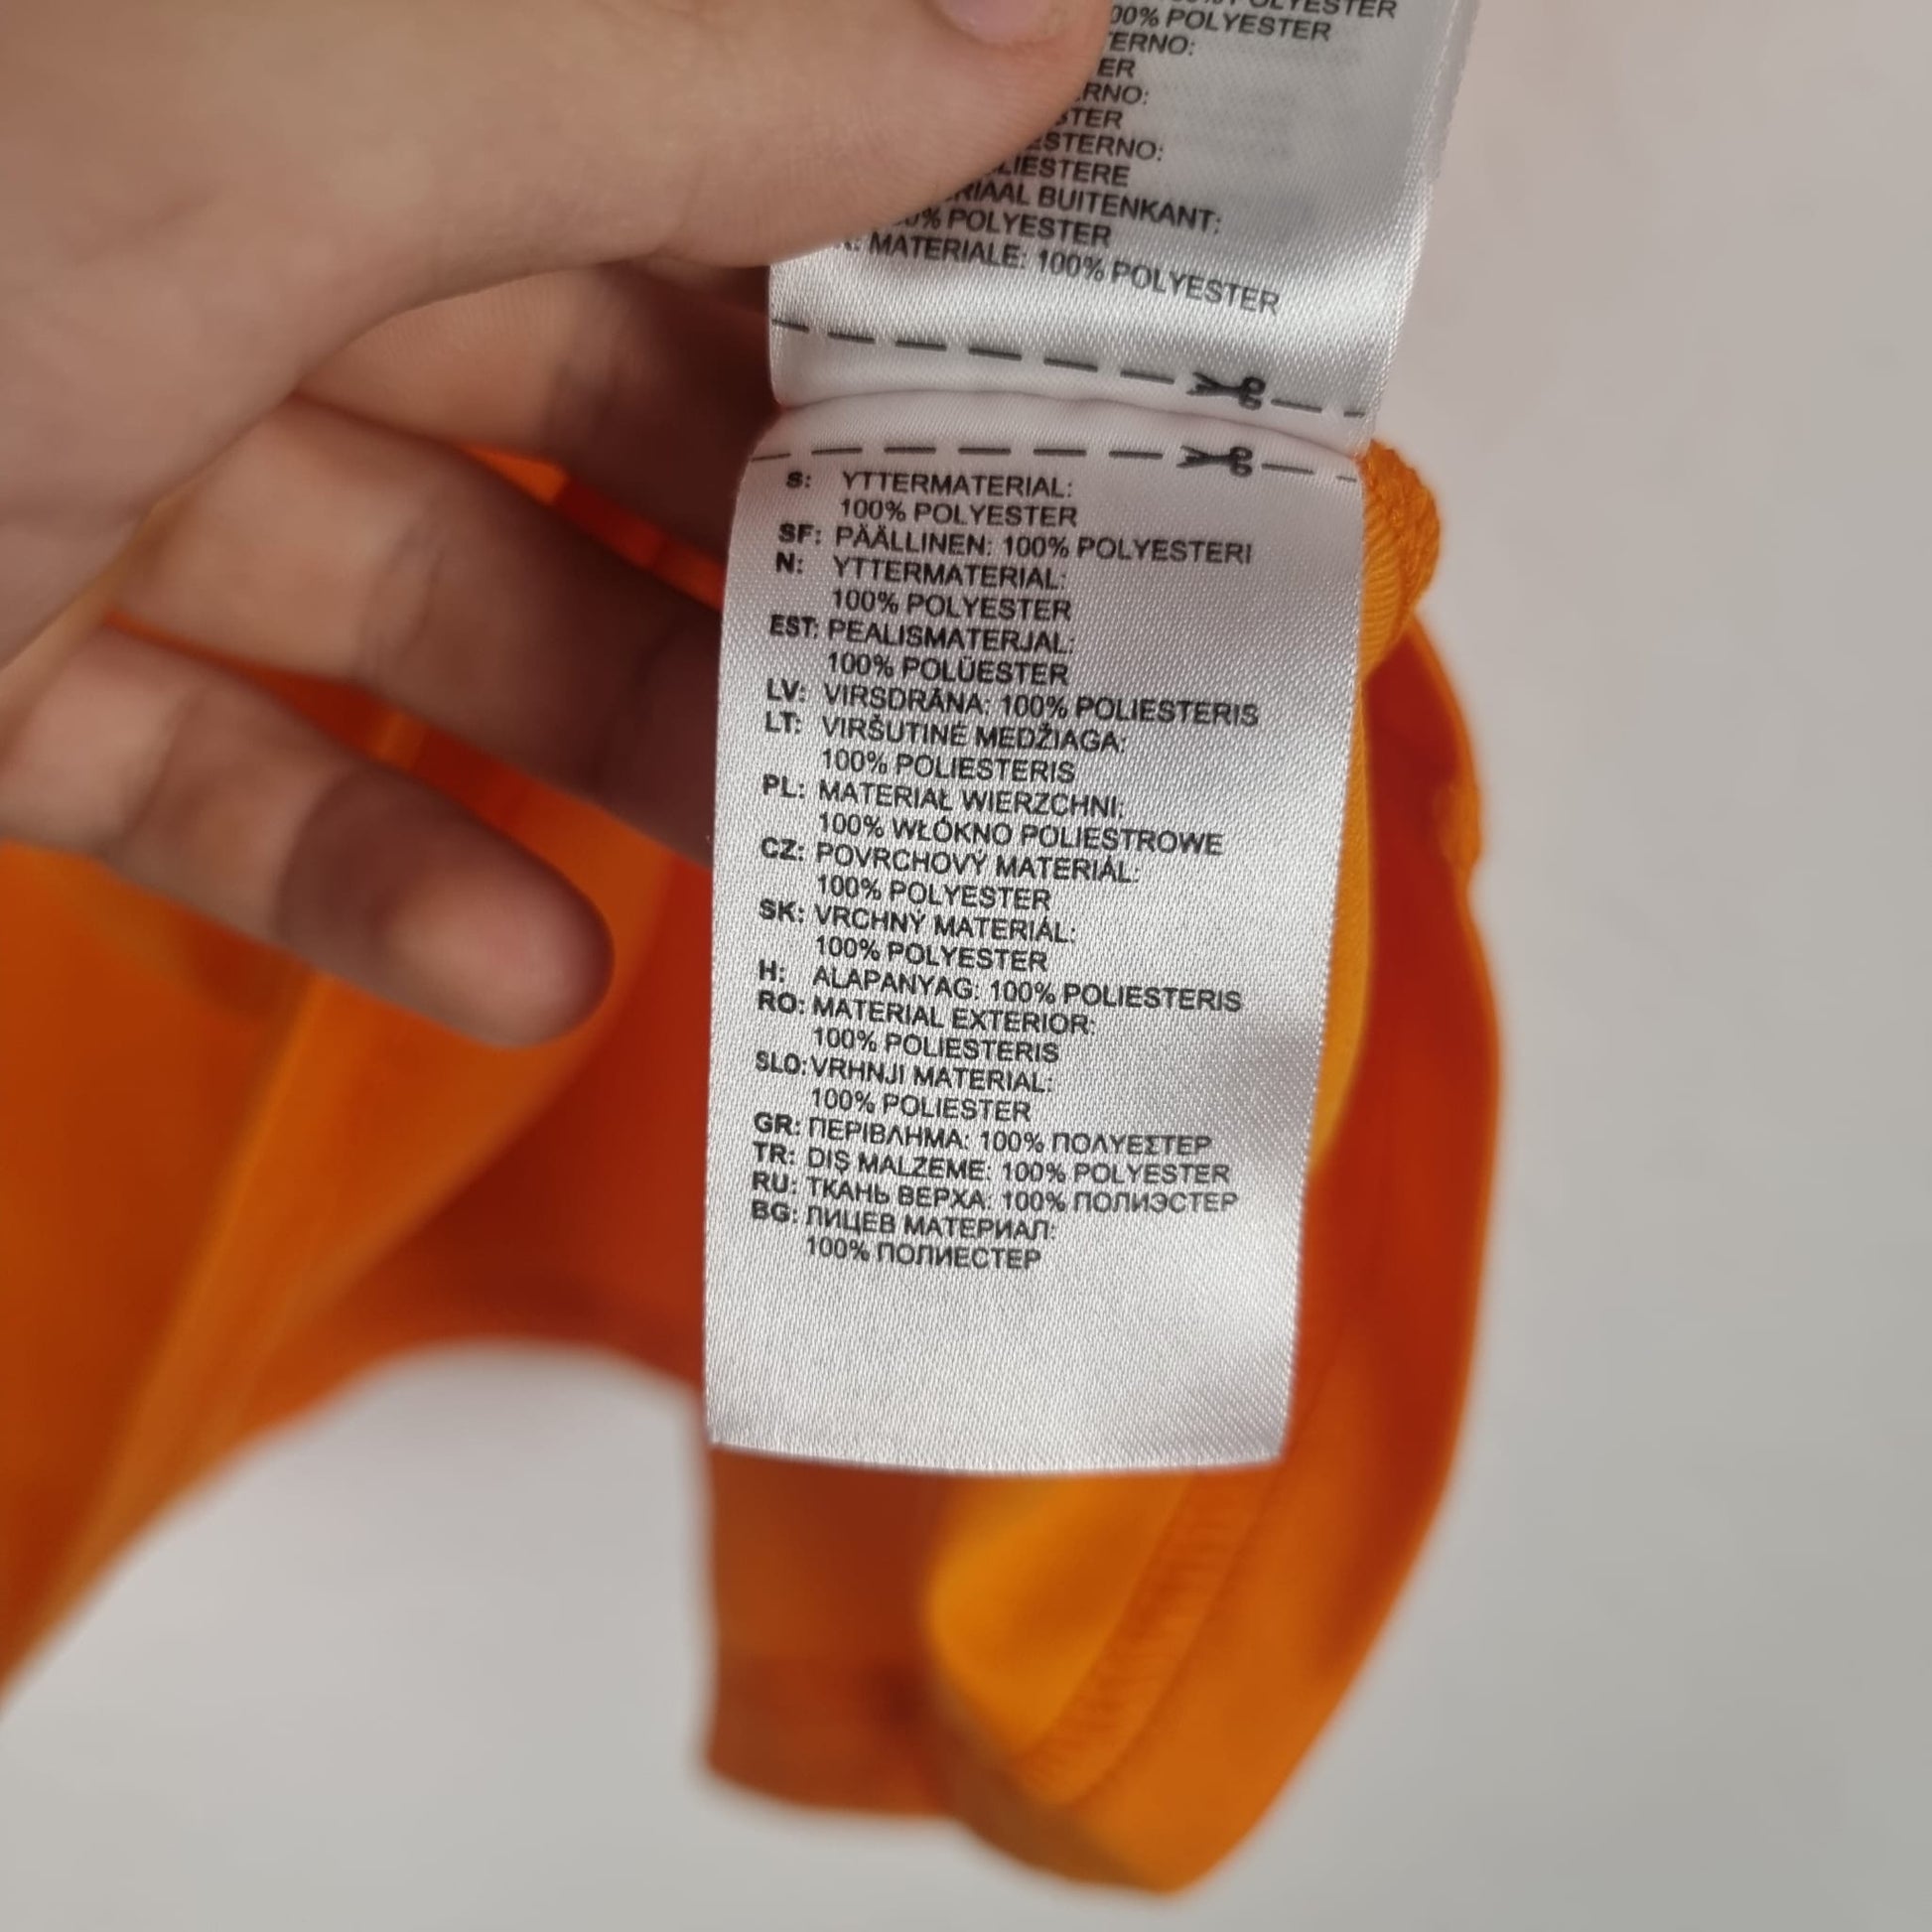 POLYESTER
100% POLYESTER
MATERIALE: 100% POLYESTER
S: YTTERMATERIAL:
100% POLYESTER
SF: PÄÄLLINEN: 100% POLYESTERI
N: YTTERMATERIAL:
100% POLYESTER
EST: PEALISMATERJAL:
100% POLÜESTER
LV: VIRSDRĀNA: 100% POLIESTERIS
LT: VIRŠUTINĖ MEDŽIAGA:
100% POLIESTERIS
PL: MATERIAŁ WIERZCHNI:
100% WŁÓKNO POLIESTROWE
CZ: POVRCHOVÝ MATERIÁL:
100% POLYESTER
SK: VRCHNÝ MATERIÁL:
100% POLYESTER
H: ALAPANYAG: 100% POLIESTERIS
RO: MATERIAL EXTERIOR:
100% POLIESTERIS
SLO: VRHNJI MATERIAL:
100% POLIESTER
GR: ΠΕΡΙΒΛΗΜΑ: 100% ΠΟΛΥΕΣΤΕΡ
TR: DIŞ MALZEME: 100% POLYESTER
RU: ТКАНЬ ВЕРХА: 100% ПОЛИЭСТЕР
BG: ЛИЦЕВ МАТЕРИАЛ:
100% ПОЛИЕСТЕР